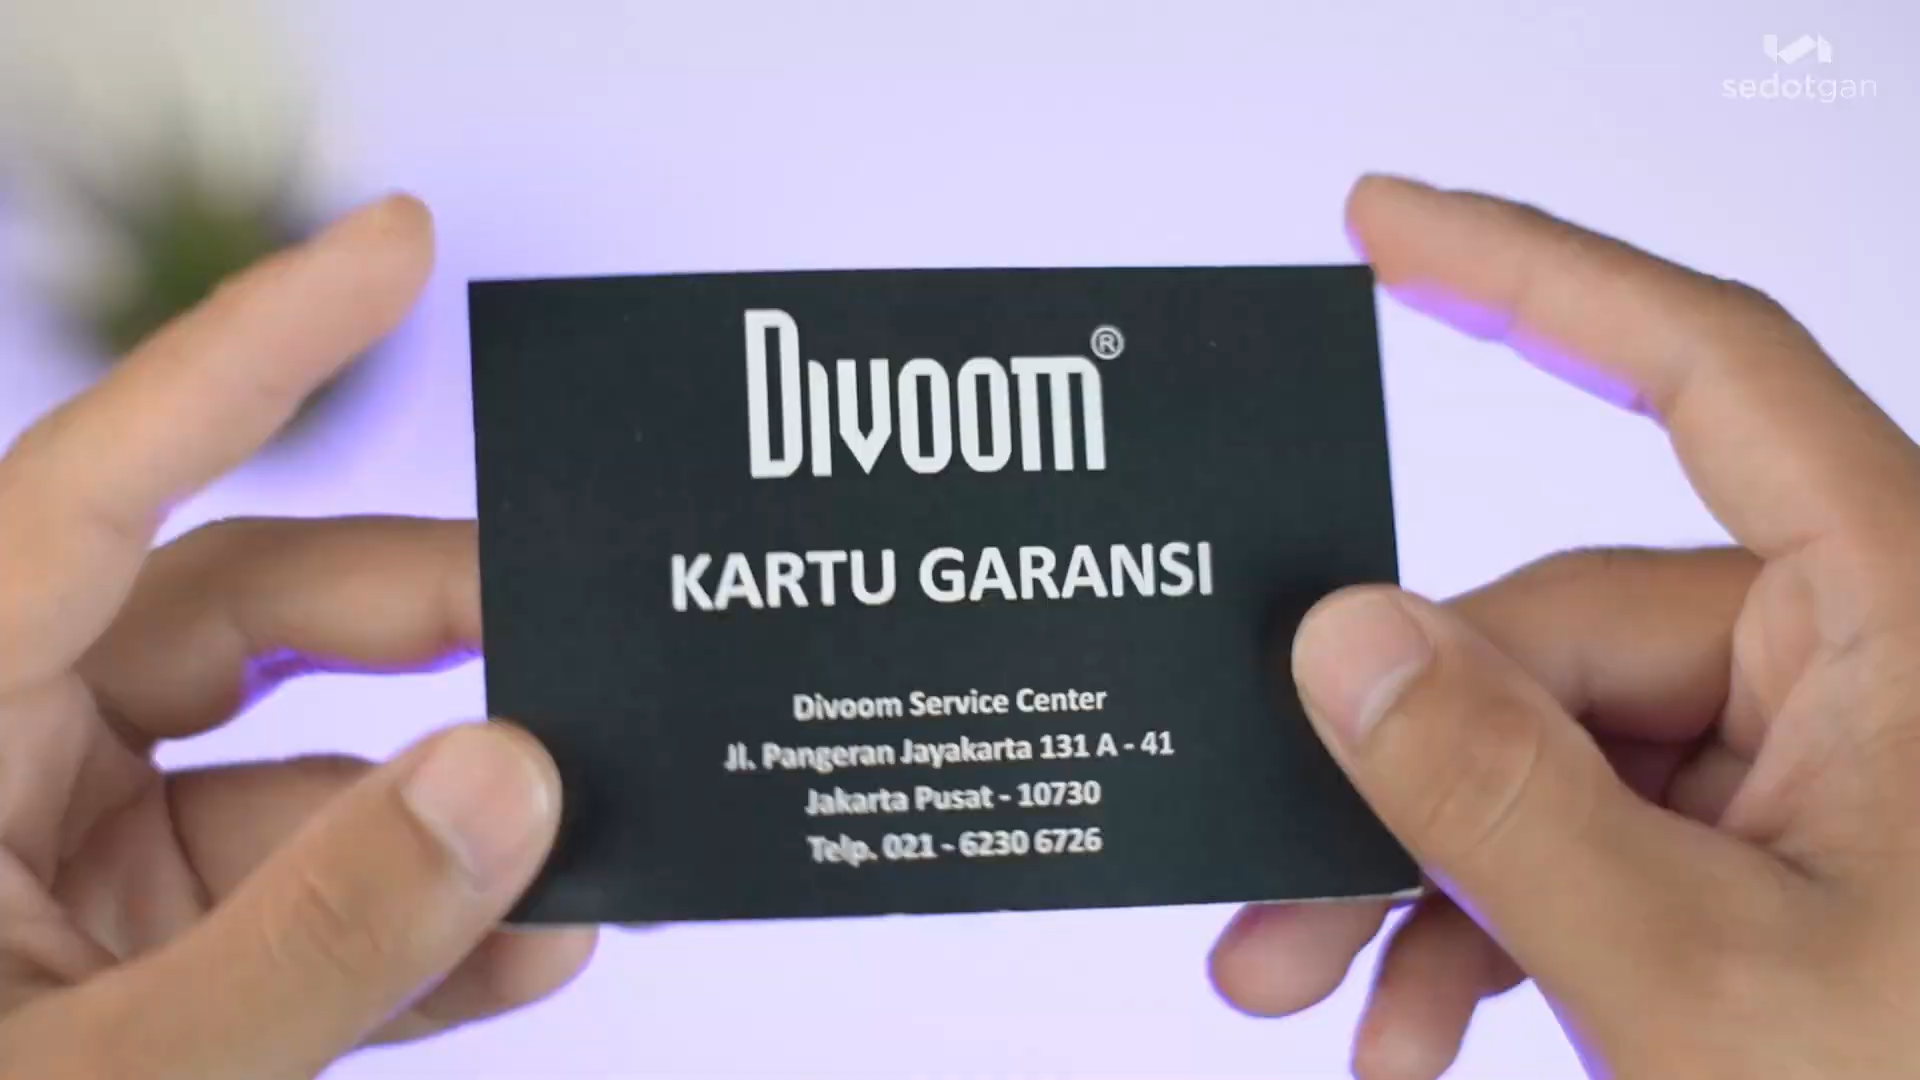 sedotgan
Divoom®
KARTU GARANSI
Divoom Service Center
Jl. Pangeran Jayakarta 131 A - 41
Jakarta Pusat - 10730
Telp. 021 - 6230 6726